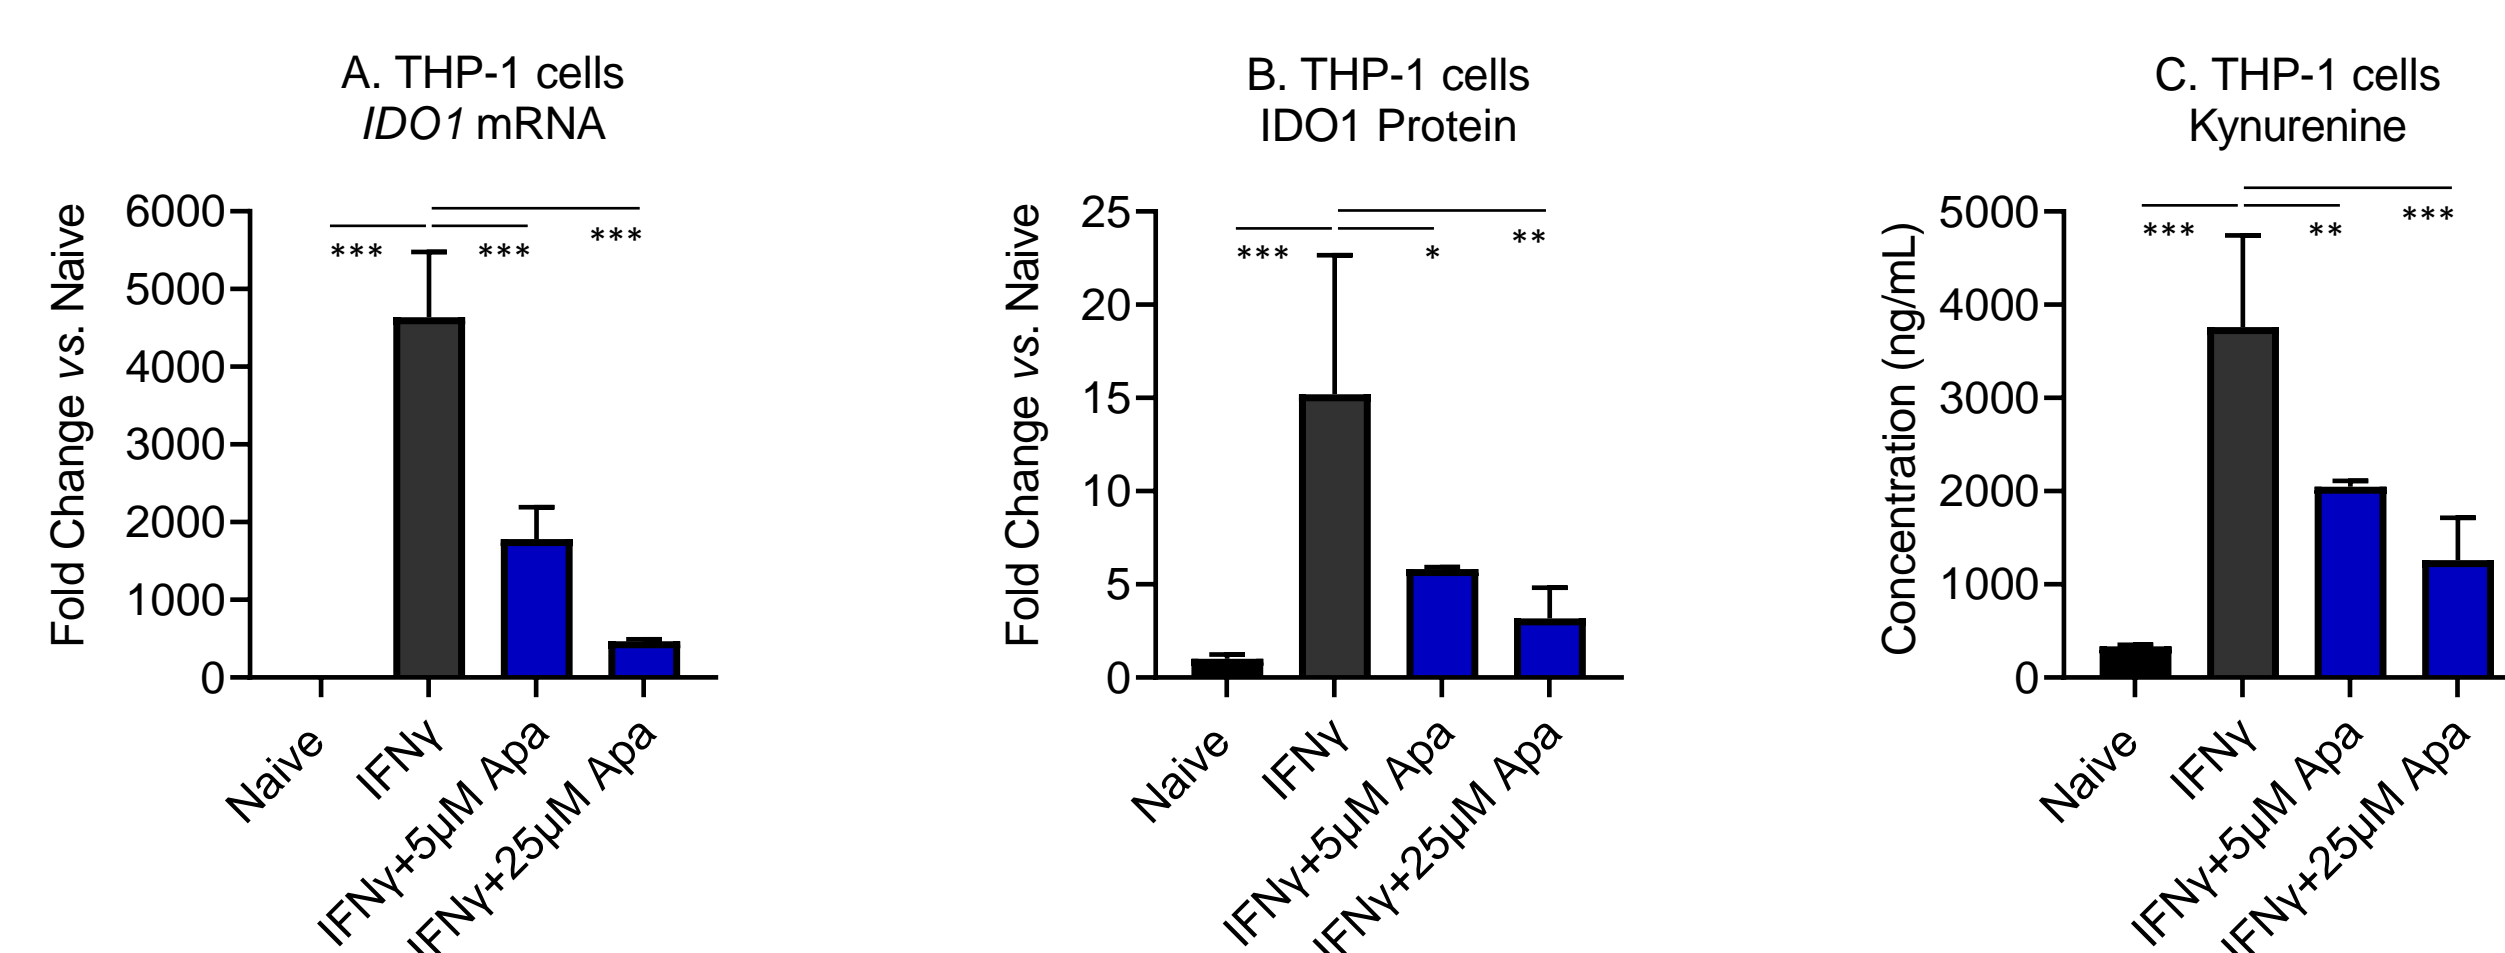 A. THP-1 cells
IDO1 mRNA
Fold Change vs. Naive
6000
5000
4000
3000
2000
1000
0
***
***
***
Naive
IFNγ
IFNγ+5µM Apa
IFNγ+25µM Apa
B. THP-1 cells
IDO1 Protein
Fold Change vs. Naive
25
20
15
10
5
0
***
*
**
Naive
IFNγ
IFNγ+5µM Apa
IFNγ+25µM Apa
C. THP-1 cells
Kynurenine
Concentration (ng/mL)
5000
4000
3000
2000
1000
0
***
**
***
Naive
IFNγ
IFNγ+5µM Apa
IFNγ+25µM Apa